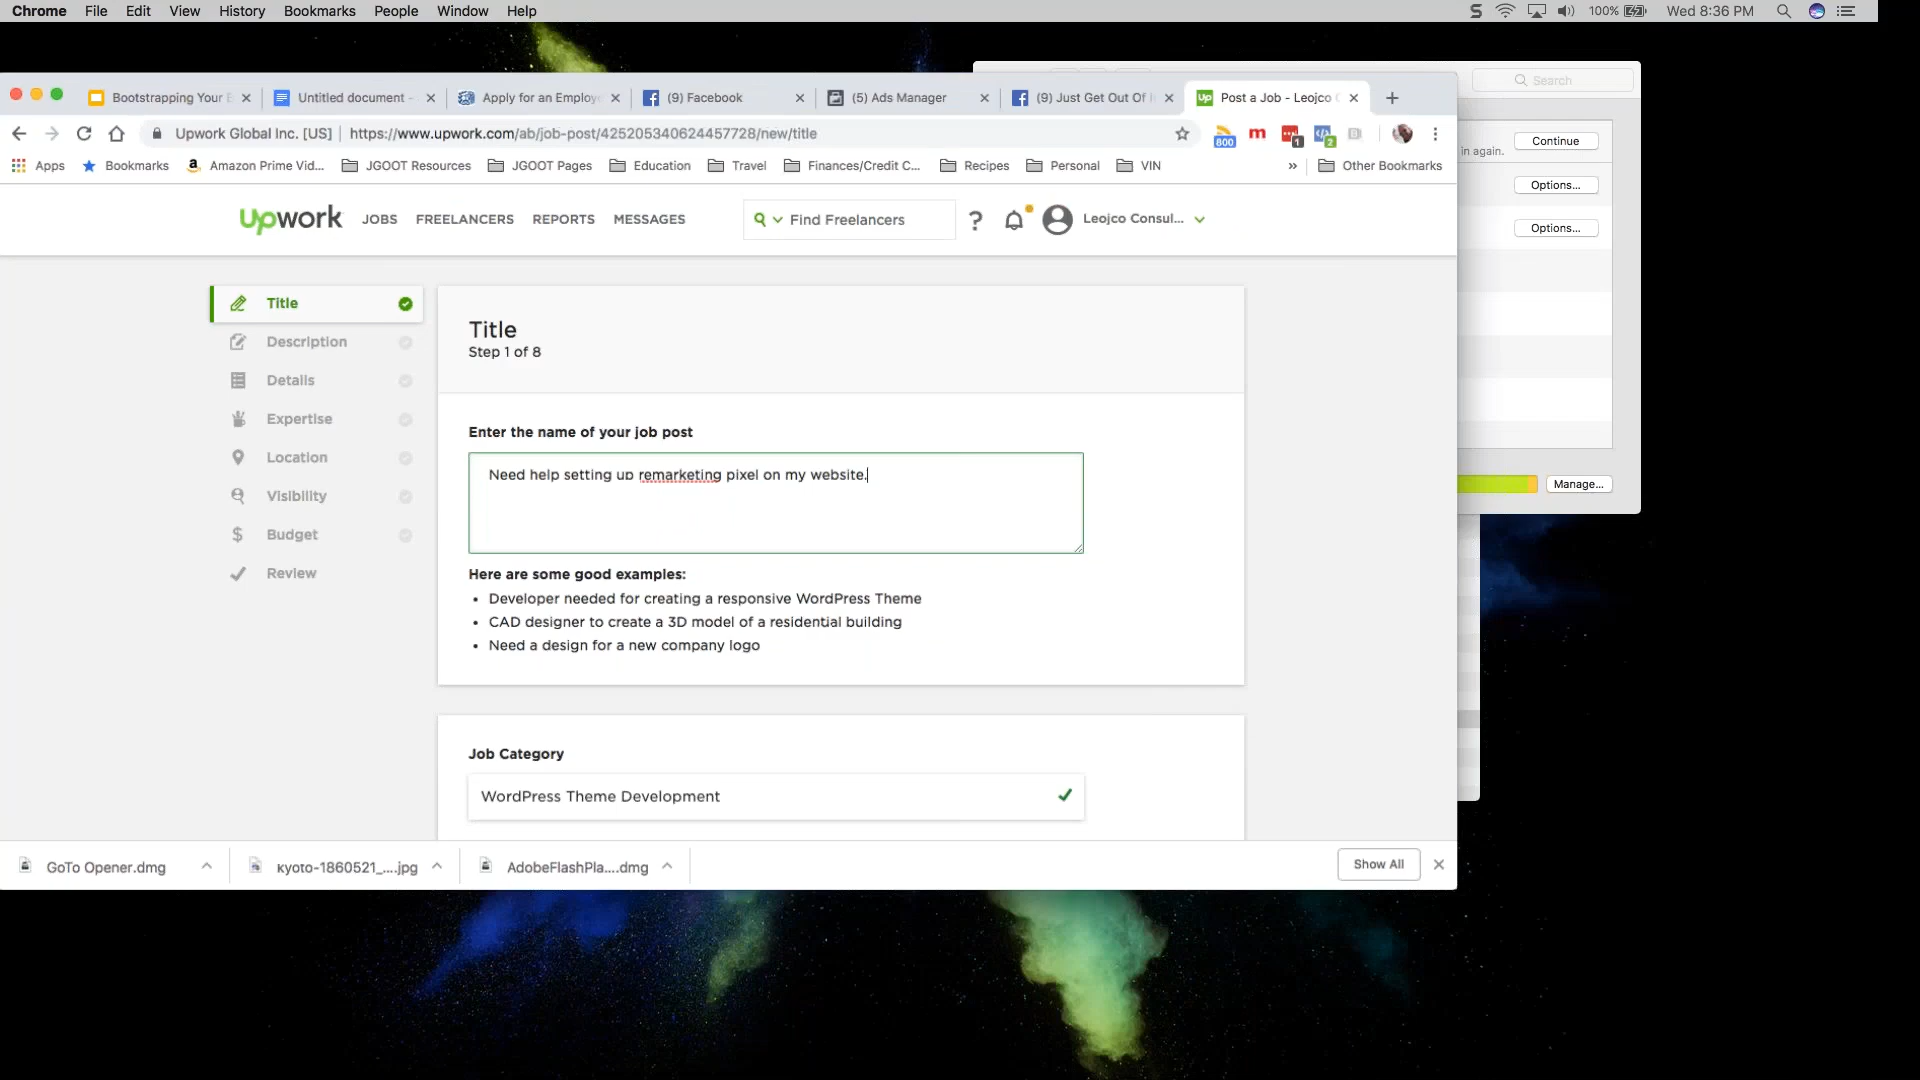 Chrome File Edit View History Bookmarks People Window Help 100% Wed 8:36 PM
Search
Bootstrapping Your E Untitled document - Apply for an Employe (9) Facebook (5) Ads Manager (9) Just Get Out Of Post a Job - Leojco
Upwork Global Inc. [US] https://www.upwork.com/ab/job-post/425205340624457728/new/title 800 1 2
in again. Continue
Apps Bookmarks Amazon Prime Vid... JGOOT Resources JGOOT Pages Education Travel Finances/Credit C... Recipes Personal VIN » Other Bookmarks
Options...
upwork JOBS FREELANCERS REPORTS MESSAGES Find Freelancers ? Leojco Consul...
Options...
Title
Description
Details
Expertise
Location
Visibility
Budget
Review
Title
Step 1 of 8
Enter the name of your job post
Need help setting up remarketing pixel on my website.
Manage...
Here are some good examples:
• Developer needed for creating a responsive WordPress Theme
• CAD designer to create a 3D model of a residential building
• Need a design for a new company logo
Job Category
WordPress Theme Development
GoTo Opener.dmg kyoto-1860521_....jpg AdobeFlashPla....dmg Show All